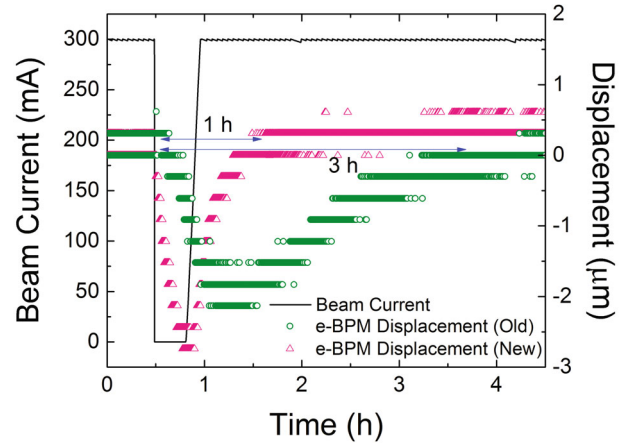 300
250
200
150
100
50
0
Beam Current (mA)
2
1
0
-1
-2
-3
Displacement (μm)
1 h
3 h
Beam Current
e-BPM Displacement (Old)
e-BPM Displacement (New)
0
1
2
3
4
Time (h)